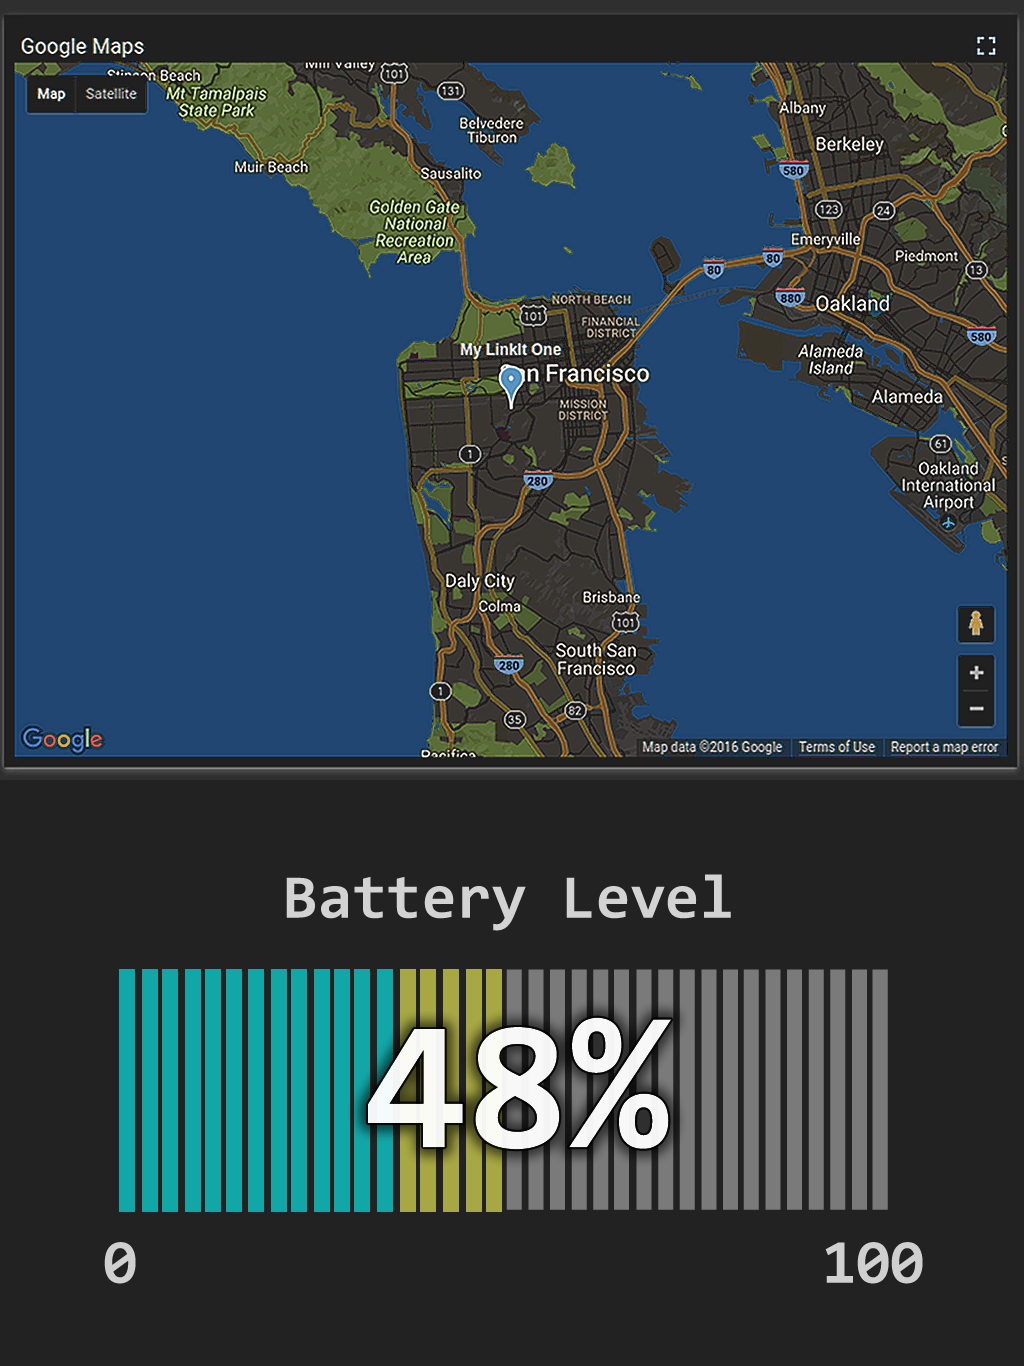 Google Maps
Stinson Beach
Mill Valley
101
Map
Satellite
Mt Tamalpais
State Park
131
Belvedere
Tiburon
Albany
Berkeley
Muir Beach
Sausalito
580
Golden Gate
National
Recreation
Area
123
24
Emeryville
80
80
Piedmont
13
880
Oakland
NORTH BEACH
101
FINANCIAL
DISTRICT
580
My LinkIt One
San Francisco
Alameda
Island
MISSION
DISTRICT
Alameda
1
61
280
Oakland
International
Airport
Daly City
Colma
Brisbane
101
South San
Francisco
280
1
35
82
Pacifica
Google
+
−
Map data ©2016 Google
Terms of Use
Report a map error
Battery Level
48%
0
100